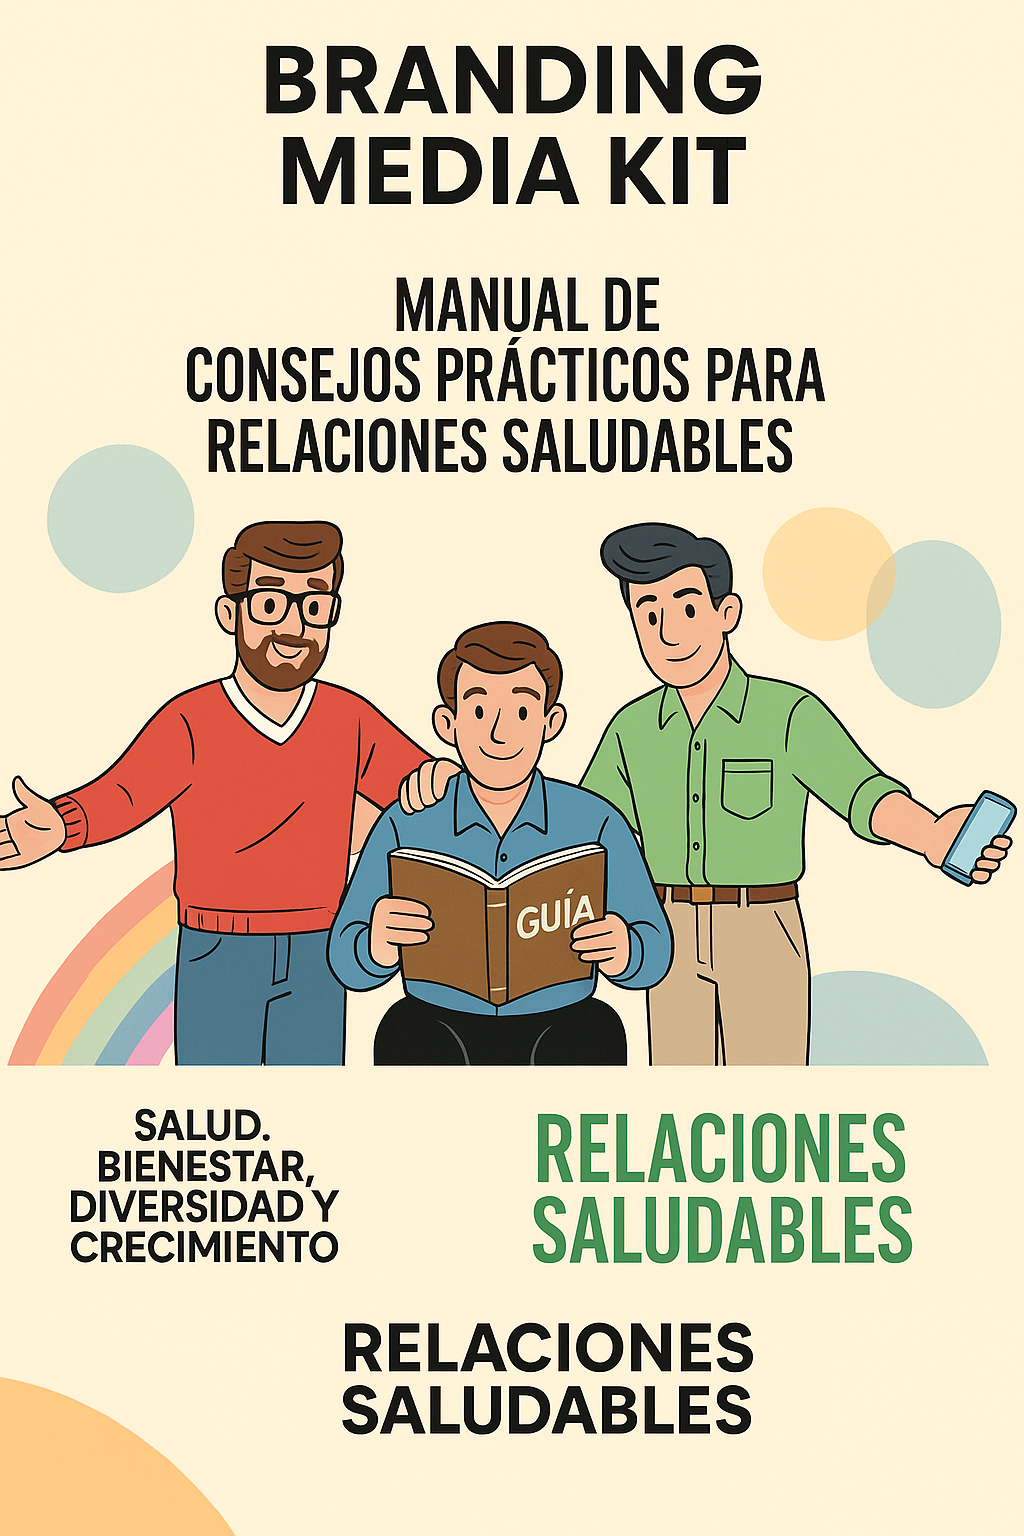 BRANDING
MEDIA KIT
MANUAL DE
CONSEJOS PRÁCTICOS PARA
RELACIONES SALUDABLES
GUÍA
SALUD.
BIENESTAR,
DIVERSIDAD Y
CRECIMIENTO
RELACIONES
SALUDABLES
RELACIONES
SALUDABLES